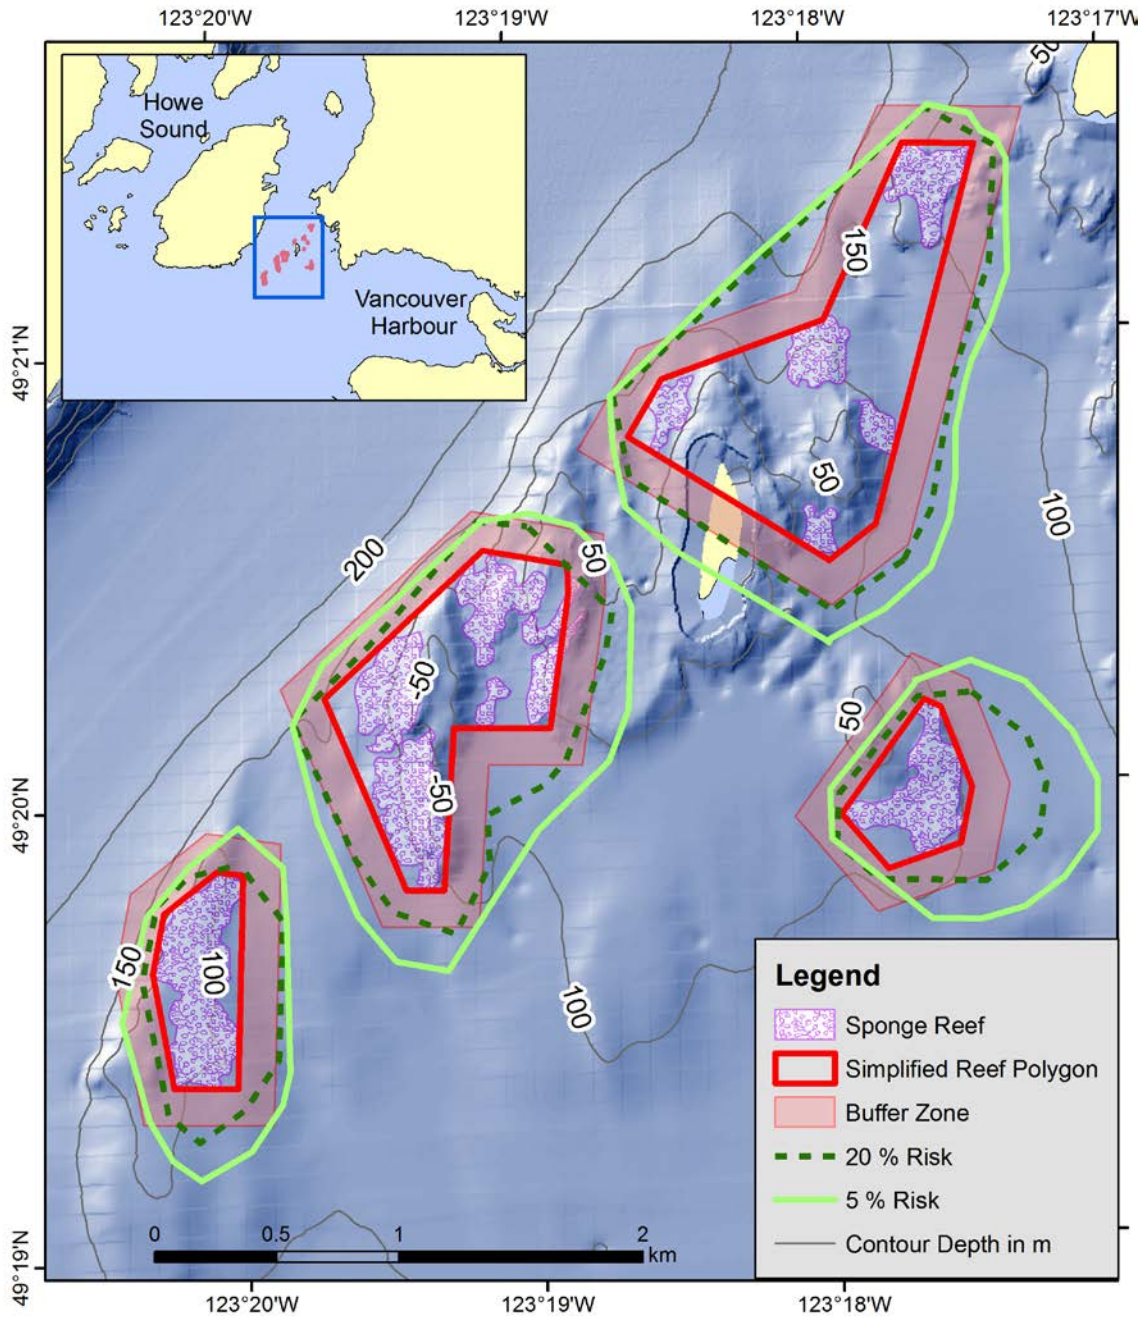 123°20'W
123°19'W
123°18'W
123°17'W
50
Howe
Sound
Vancouver
Harbour
150
49°21'N
50
100
200
50
-50
50
-50
49°20'N
150
100
100
Legend
Sponge Reef
Simplified Reef Polygon
Buffer Zone
20 % Risk
5 % Risk
Contour Depth in m
0
0.5
1
2
km
49°19'N
123°20'W
123°19'W
123°18'W